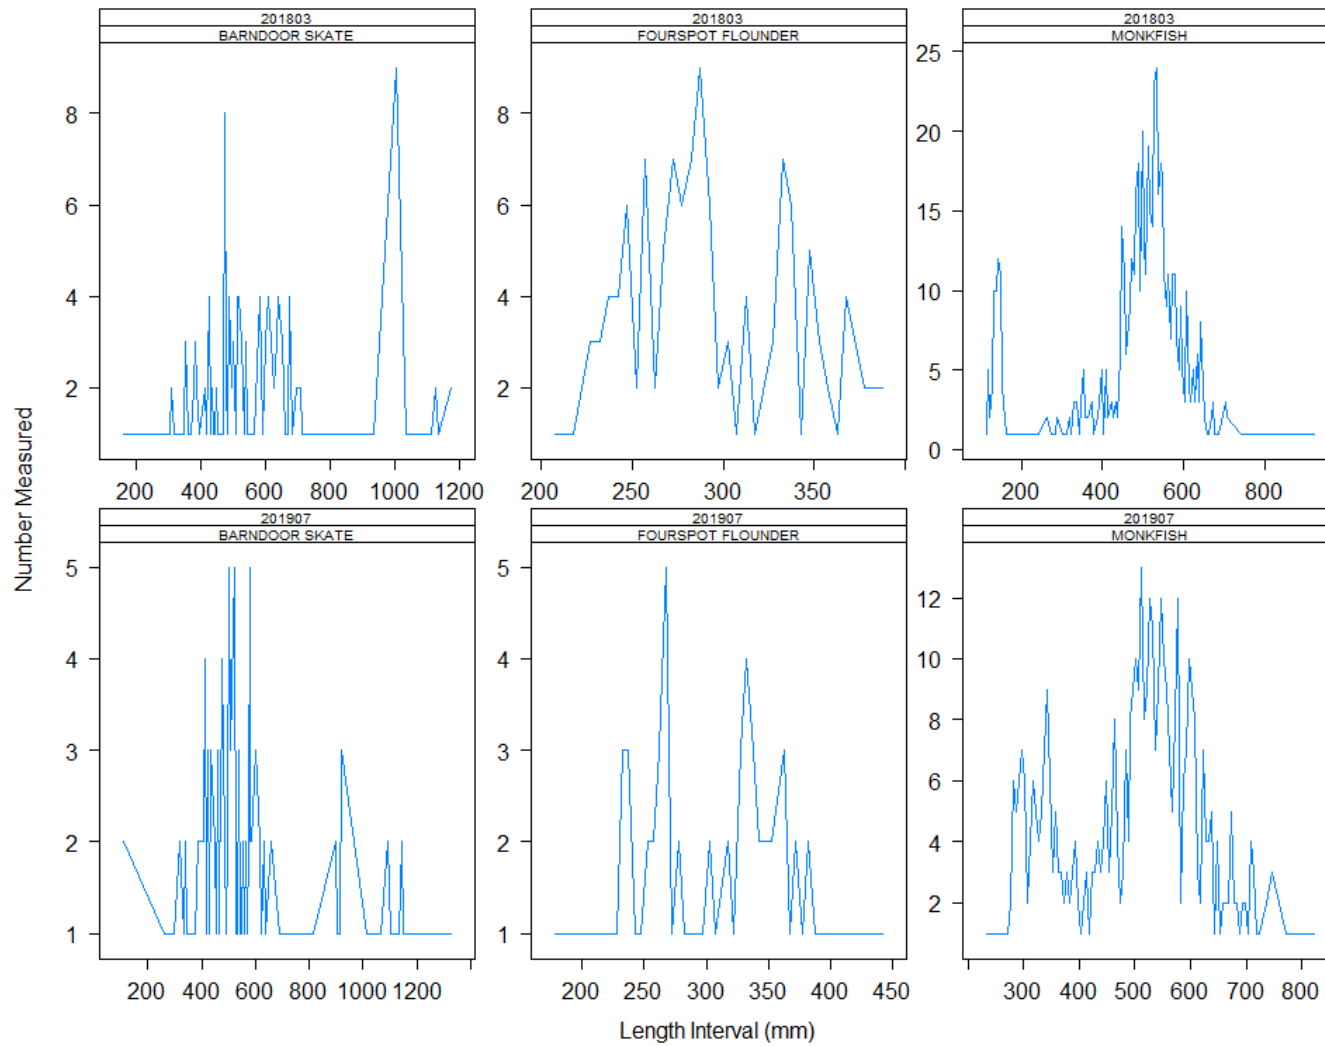 201803
BARNDOOR SKATE
201803
FOURSPOT FLOUNDER
201803
MONKFISH
8
6
4
2
200 400 600 800 1000 1200
8
6
4
2
200 250 300 350
25
20
15
10
5
0
200 400 600 800
201907
BARNDOOR SKATE
201907
FOURSPOT FLOUNDER
201907
MONKFISH
5
4
3
2
1
200 400 600 800 1000 1200
5
4
3
2
1
200 250 300 350 400 450
12
10
8
6
4
2
300 400 500 600 700 800
Number Measured
Length Interval (mm)